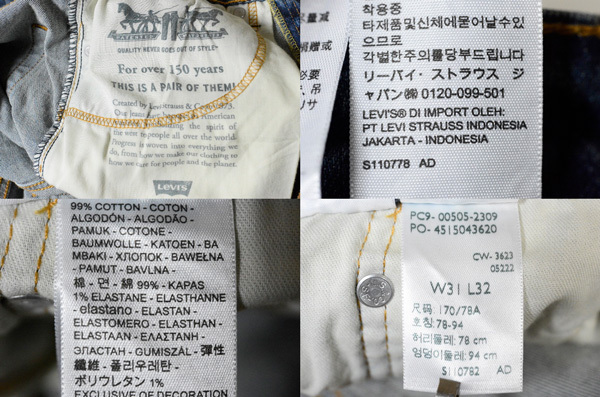 QUALITY NEVER GOES OUT OF STYLE®
For over 150 years
THIS IS A PAIR OF THEM!
Created by Levi Strauss & Co. 1873.
Our jeans American
standing the spirit of
the west to people all over the world.
Progress is woven into everything we
do, from how we make our clothing to
how we care for people and the planet.
LEVI'S
착용중
타제품및신체에묻어날수있
으므로
각별한주의를당부드립니다
リーバイ・ストラウス ジ
ャパン㈱ 0120-099-501
LEVI'S® DI IMPORT OLEH:
PT LEVI STRAUSS INDONESIA
JAKARTA - INDONESIA
S110778 AD
99% COTTON - COTON -
ALGODÓN - ALGODÃO -
PAMUK - COTONE -
BAUMWOLLE - KATOEN - BA
MBAKI - ХЛОПОК - BAWEŁNA
- PAMUT - BAVLNA -
棉 - 면 - 綿 99% - KAPAS
1% ELASTANE - ELASTHANNE
- elastano - ELASTAN -
ELASTOMERO - ELASTHAN -
ELASTAAN - ELASTAN -
ЭЛАСТАН - GUMISZÁL - 彈性
纖維 - 폴리우레탄 -
ポリウレタン 1%
EXCLUSIVE OF DECORATION
PC9- 00505-2309
PO- 4515043620
CW- 3623
05222
W31 L32
尺码: 170/78A
호칭: 78-94
허리둘레: 78 cm
엉덩이둘레: 94 cm
S110782 AD